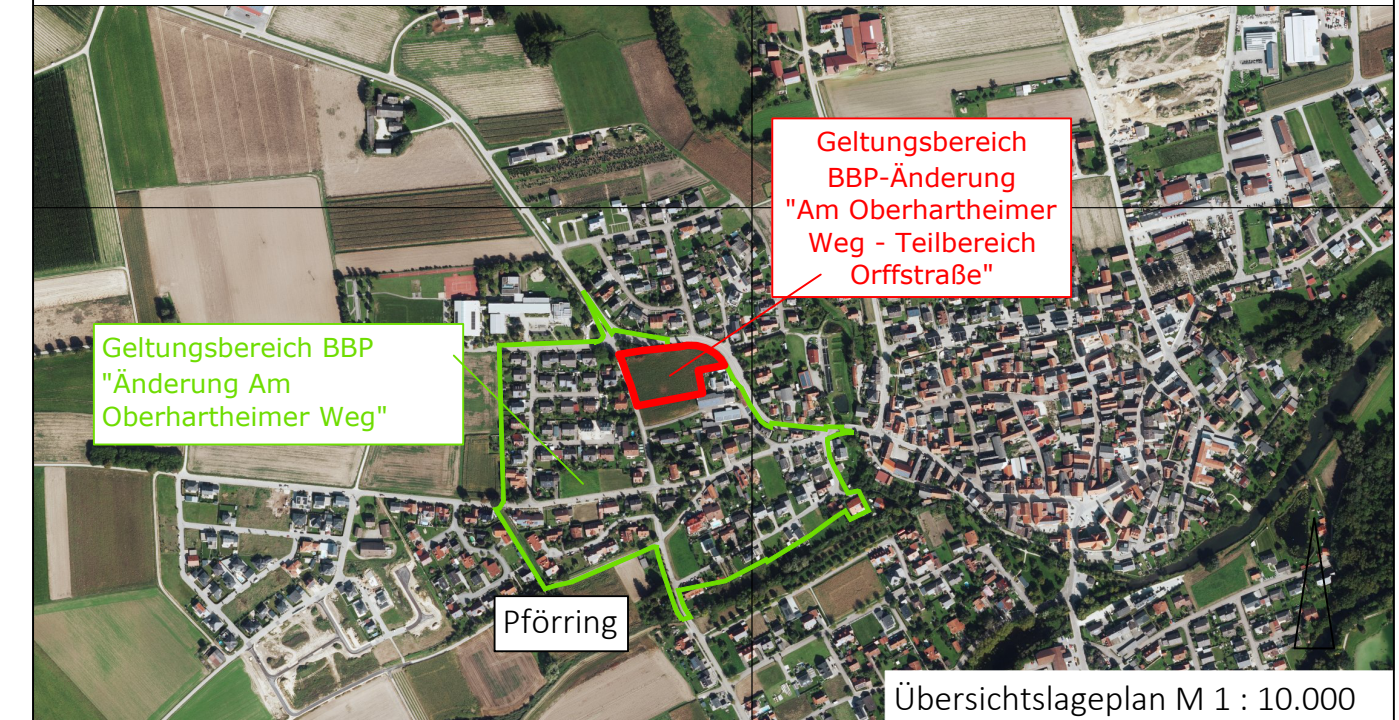 Geltungsbereich
BBP-Änderung
"Am Oberhartheimer
Weg - Teilbereich
Orffstraße"
Geltungsbereich BBP
"Änderung Am
Oberhartheimer Weg"
Pförring
Übersichtslageplan M 1 : 10.000